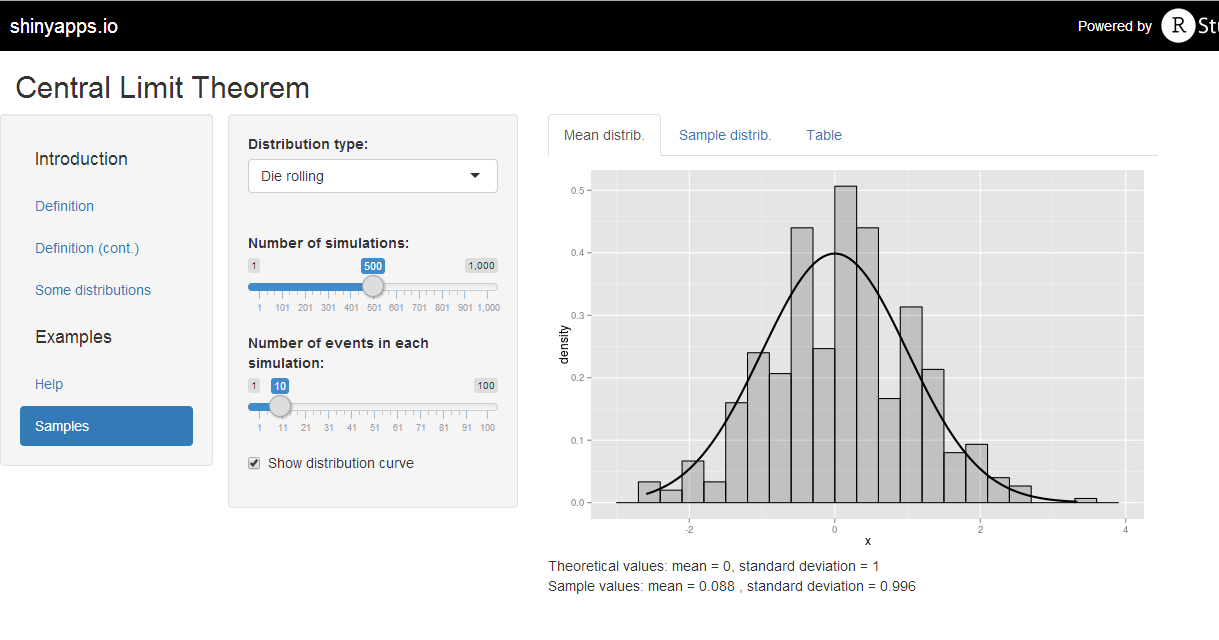 shinyapps.io
Powered by
R
Central Limit Theorem
Introduction
Definition
Definition (cont.)
Some distributions
Examples
Help
Samples
Distribution type:
Die rolling
Number of simulations:
1 500 1,000
1 101 201 301 401 501 601 701 801 901 1,000
Number of events in each
simulation:
1 10 100
1 11 21 31 41 51 61 71 81 91 100
Show distribution curve
Mean distrib. Sample distrib. Table
density
0.5
0.4
0.3
0.2
0.1
0.0
-2 0 2 4
x
Theoretical values: mean = 0, standard deviation = 1
Sample values: mean = 0.088 , standard deviation = 0.996